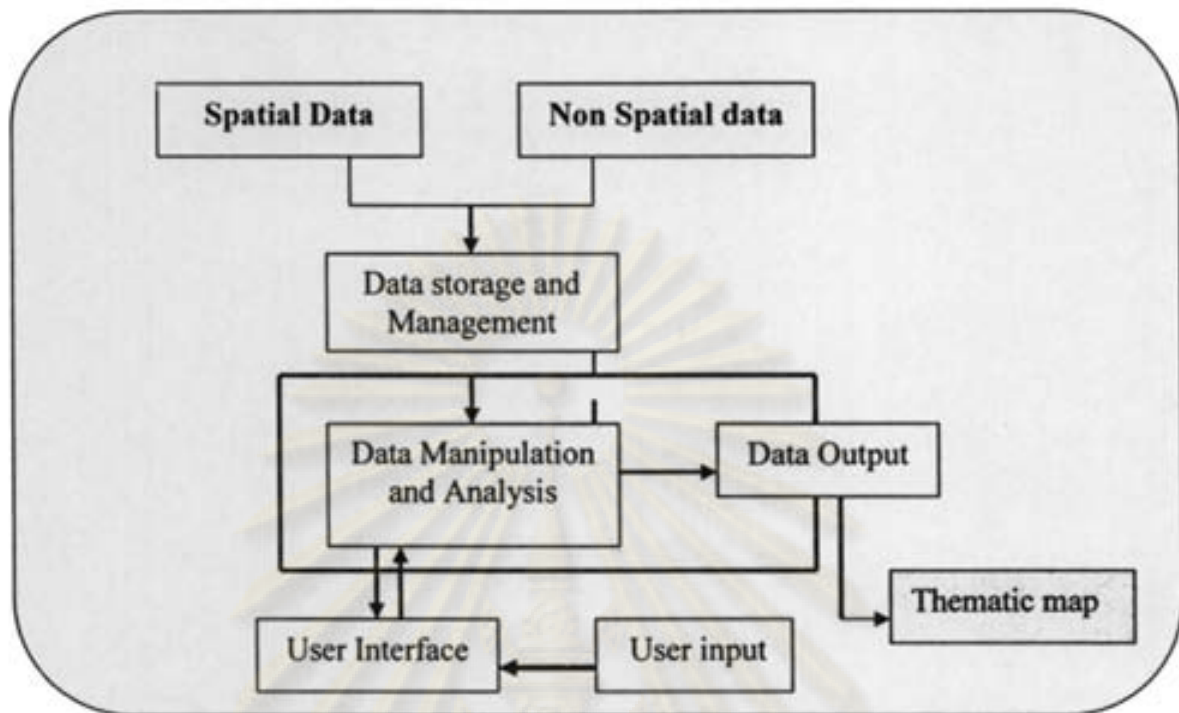 Spatial Data
Non Spatial data
Data storage and
Management
Data Manipulation
and Analysis
Data Output
Thematic map
User Interface
User input